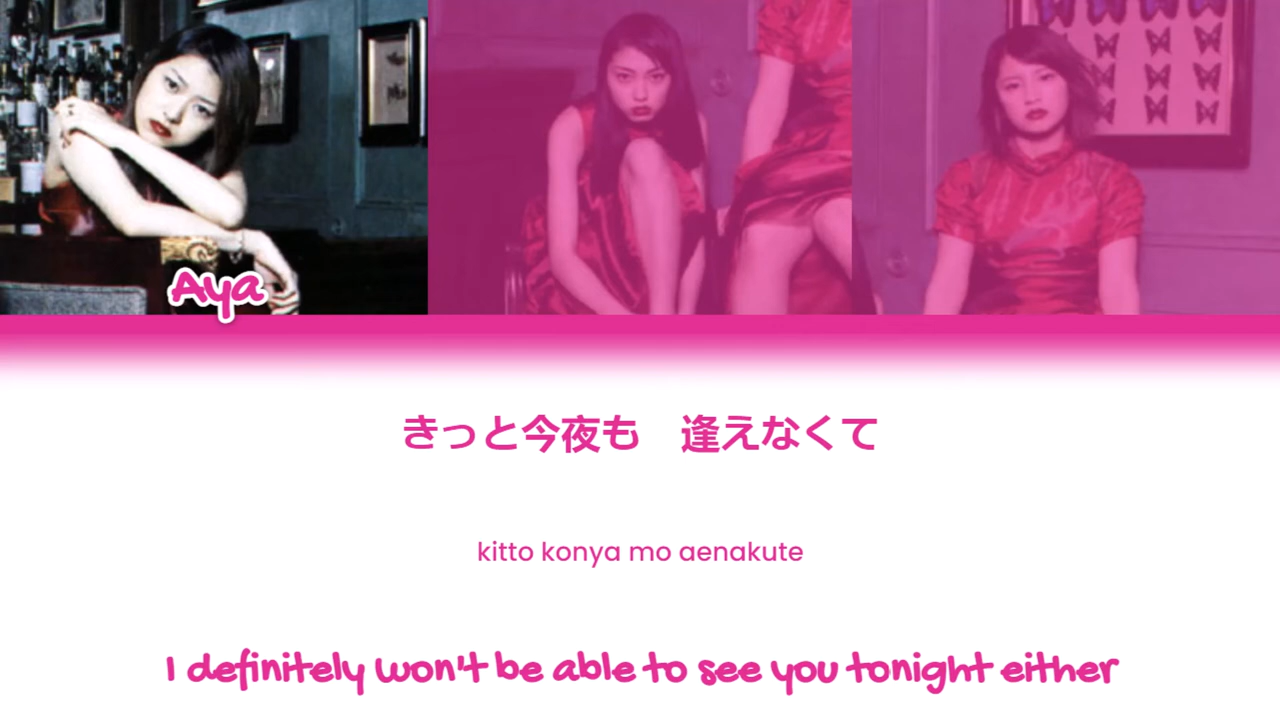 Aya
きっと今夜も　逢えなくて
kitto konya mo aenakute
I definitely won't be able to see you tonight either